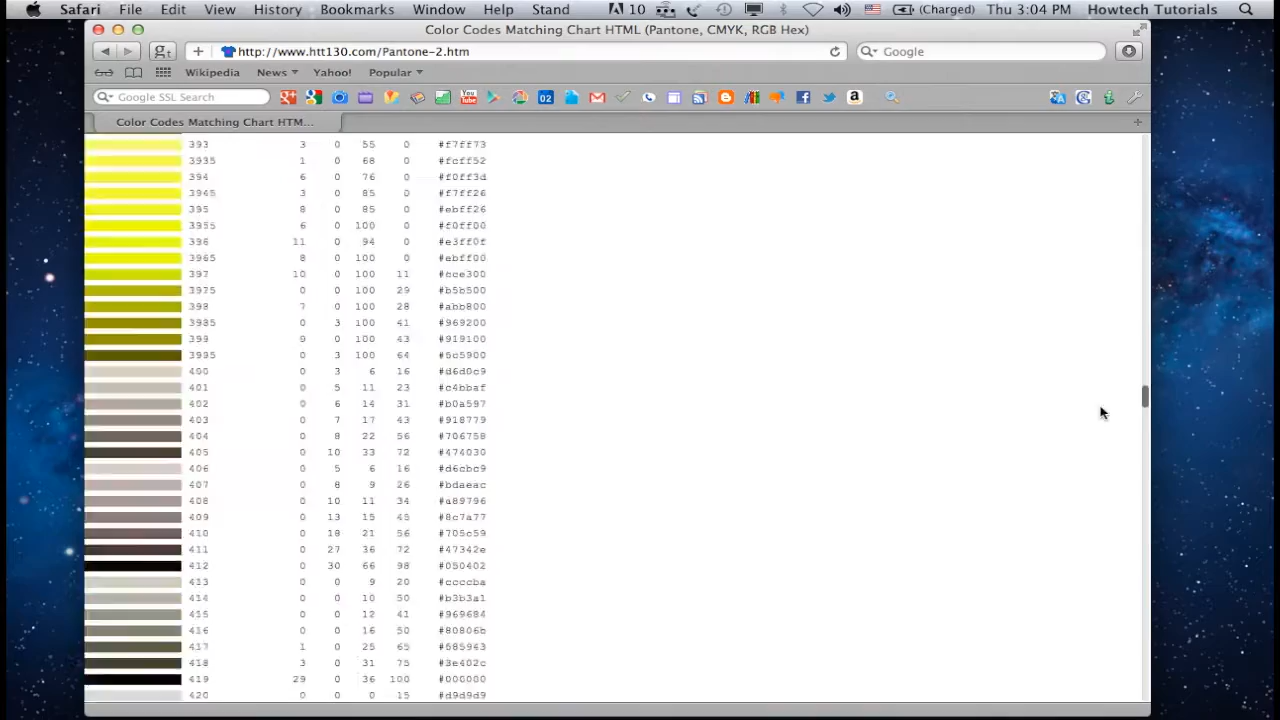 Safari File Edit View History Bookmarks Window Help Stand 10 (Charged) Thu 3:04 PM Howtech Tutorials
Color Codes Matching Chart HTML (Pantone, CMYK, RGB Hex)
http://www.htt130.com/Pantone-2.htm Google
Wikipedia News Yahoo! Popular
Google SSL Search 02
Color Codes Matching Chart HTM...
393 3 0 55 0 #f7ff73
3935 1 0 68 0 #fcff52
394 6 0 76 0 #f0ff3d
3945 3 0 85 0 #f7ff26
395 8 0 85 0 #ebff26
3955 6 0 100 0 #f0ff00
396 11 0 94 0 #e3ff0f
3965 8 0 100 0 #ebff00
397 10 0 100 11 #cce300
3975 0 0 100 29 #b5b500
398 7 0 100 28 #abb800
3985 0 3 100 41 #969200
399 9 0 100 43 #919100
3995 0 3 100 64 #5c5900
400 0 3 6 16 #d6d0c9
401 0 5 11 23 #c4bbaf
402 0 6 14 31 #b0a597
403 0 7 17 43 #918779
404 0 8 22 56 #706758
405 0 10 33 72 #474030
406 0 5 6 16 #d6cbc9
407 0 8 9 26 #bdaeac
408 0 10 11 34 #a89796
409 0 13 15 45 #8c7a77
410 0 18 21 56 #705c59
411 0 27 36 72 #47342e
412 0 30 66 98 #050402
413 0 0 9 20 #ccccba
414 0 0 10 50 #b3b3a1
455 0 0 12 41 #969684
416 0 0 16 50 #80806b
417 1 0 25 65 #585943
418 3 0 31 75 #3e402c
419 29 0 36 100 #000000
420 0 0 0 15 #d9d9d9